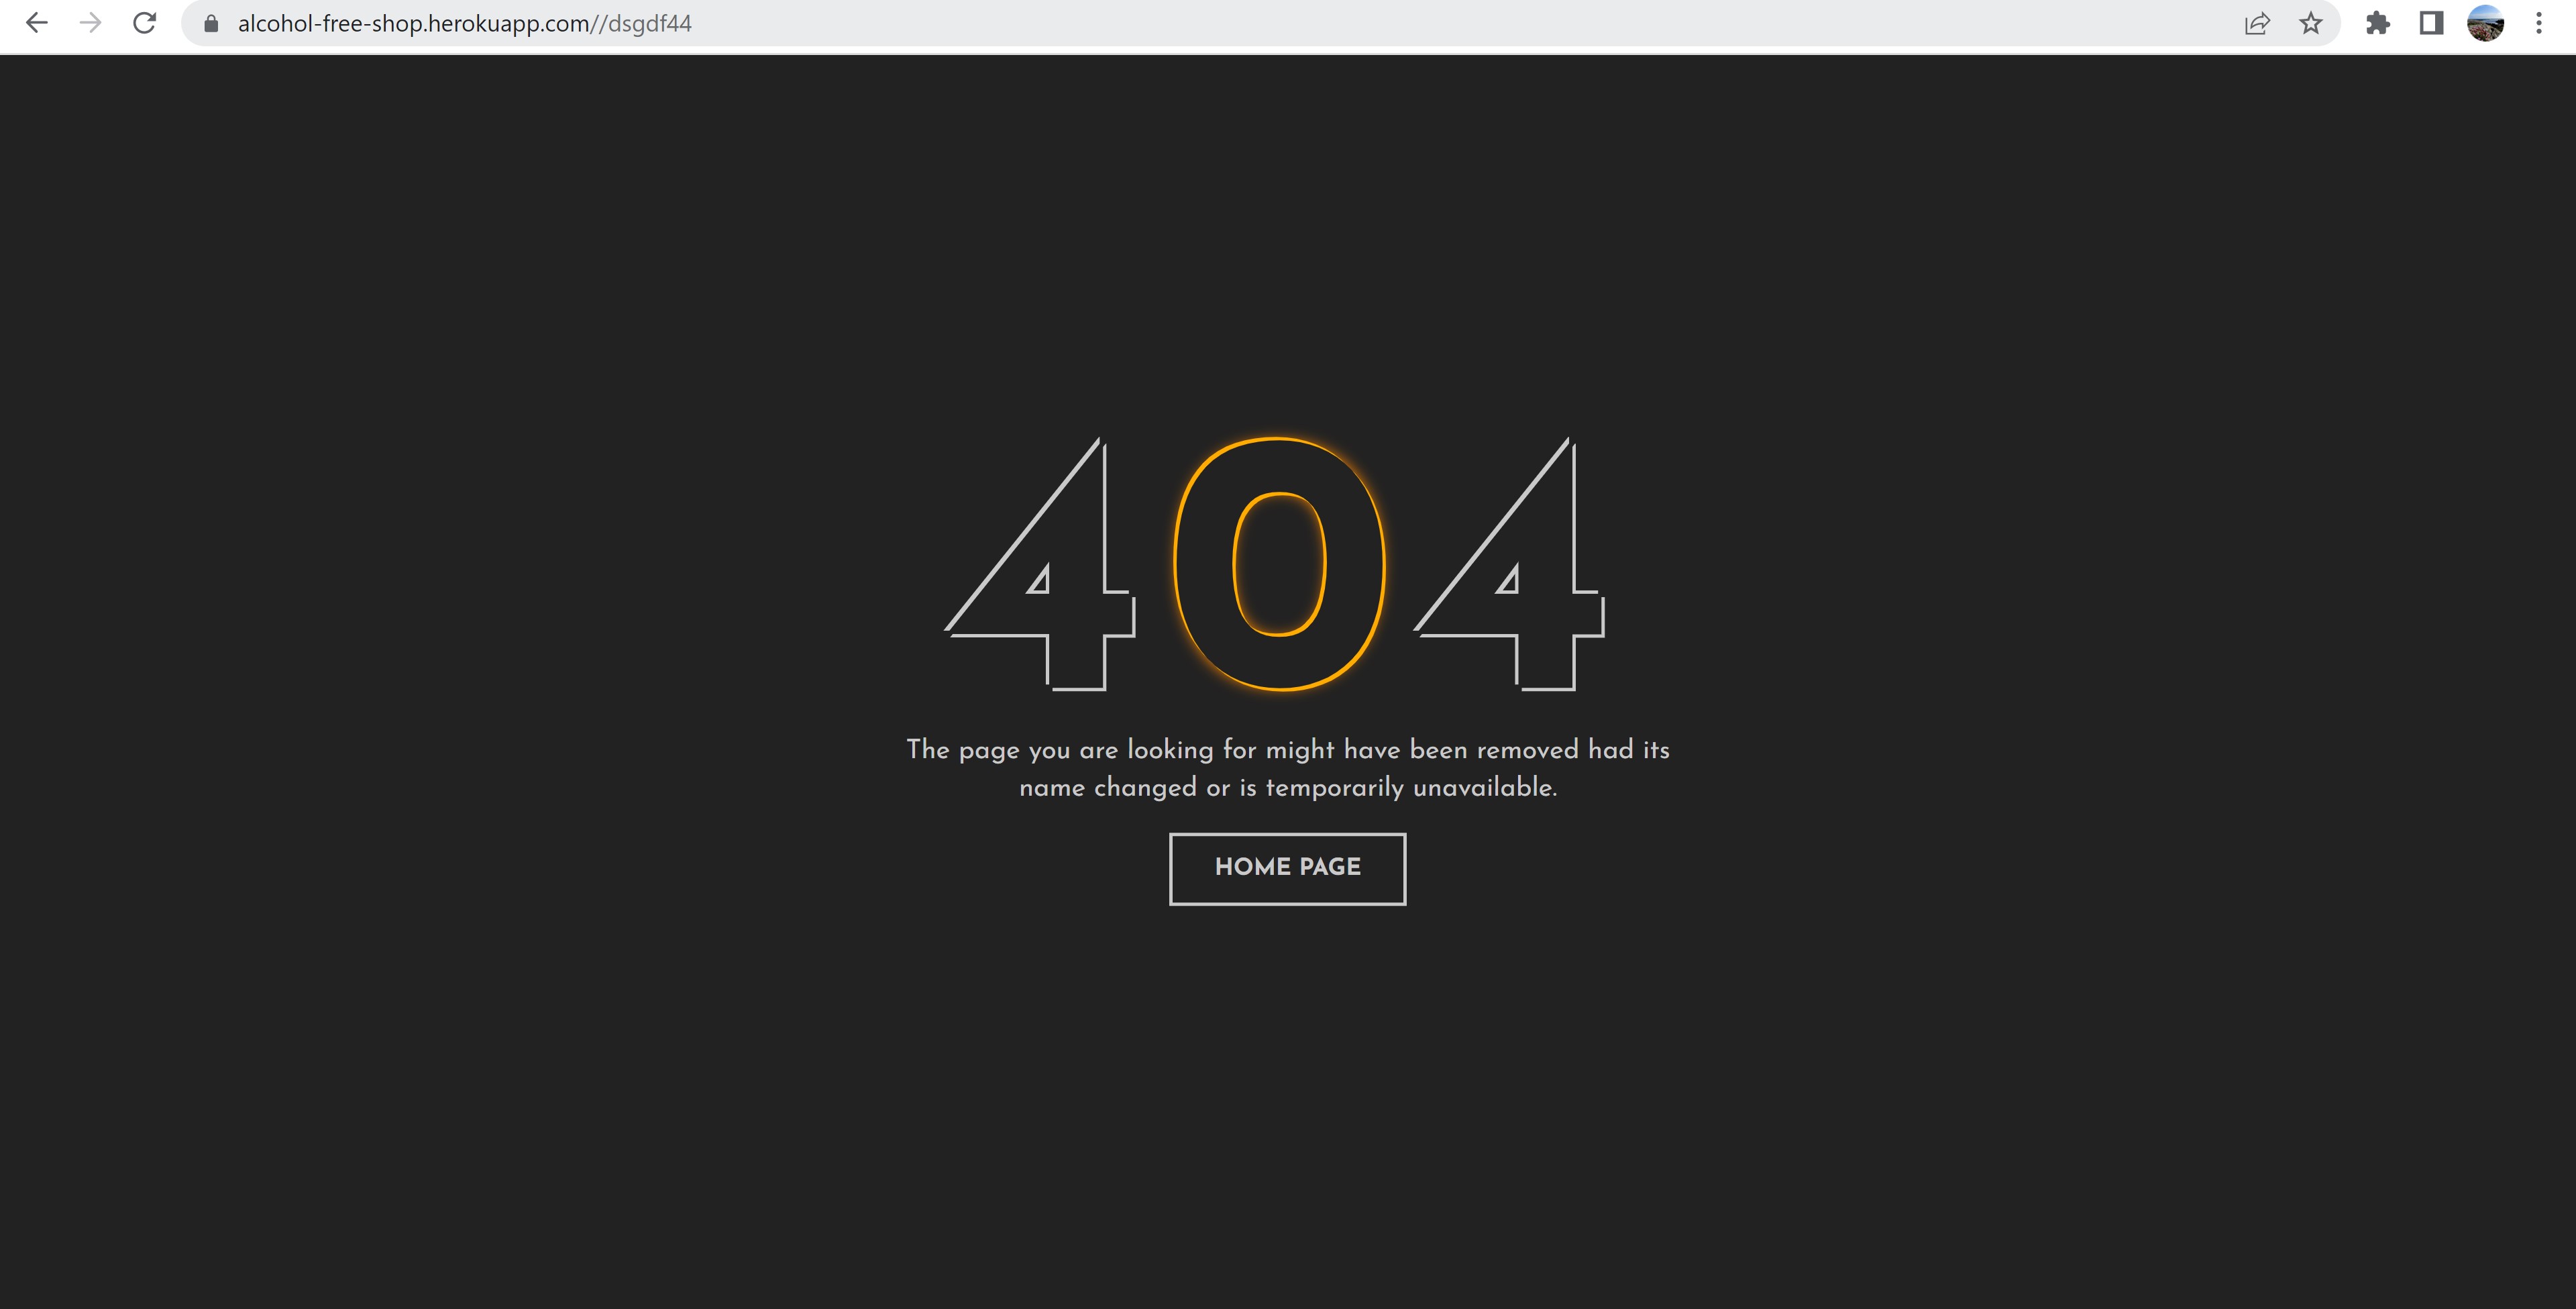 alcohol-free-shop.herokuapp.com//dsgdf44
404
The page you are looking for might have been removed had its
name changed or is temporarily unavailable.
HOME PAGE